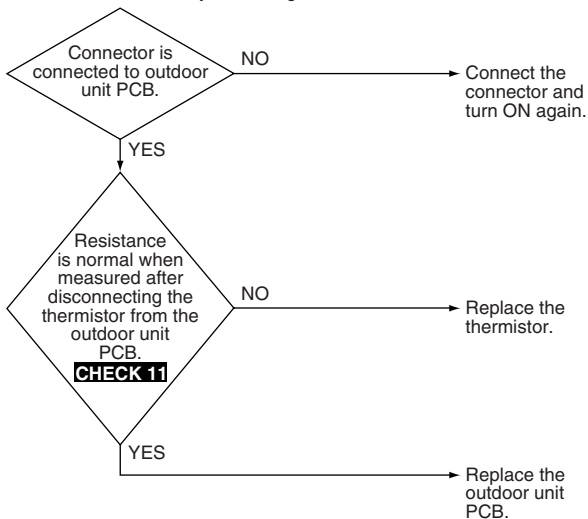 Connector is
connected to outdoor
unit PCB.
NO
Connect the
connector and
turn ON again.
YES
Resistance
is normal when
measured after
disconnecting the
thermistor from the
outdoor unit
PCB.
CHECK 11
NO
Replace the
thermistor.
YES
Replace the
outdoor unit
PCB.